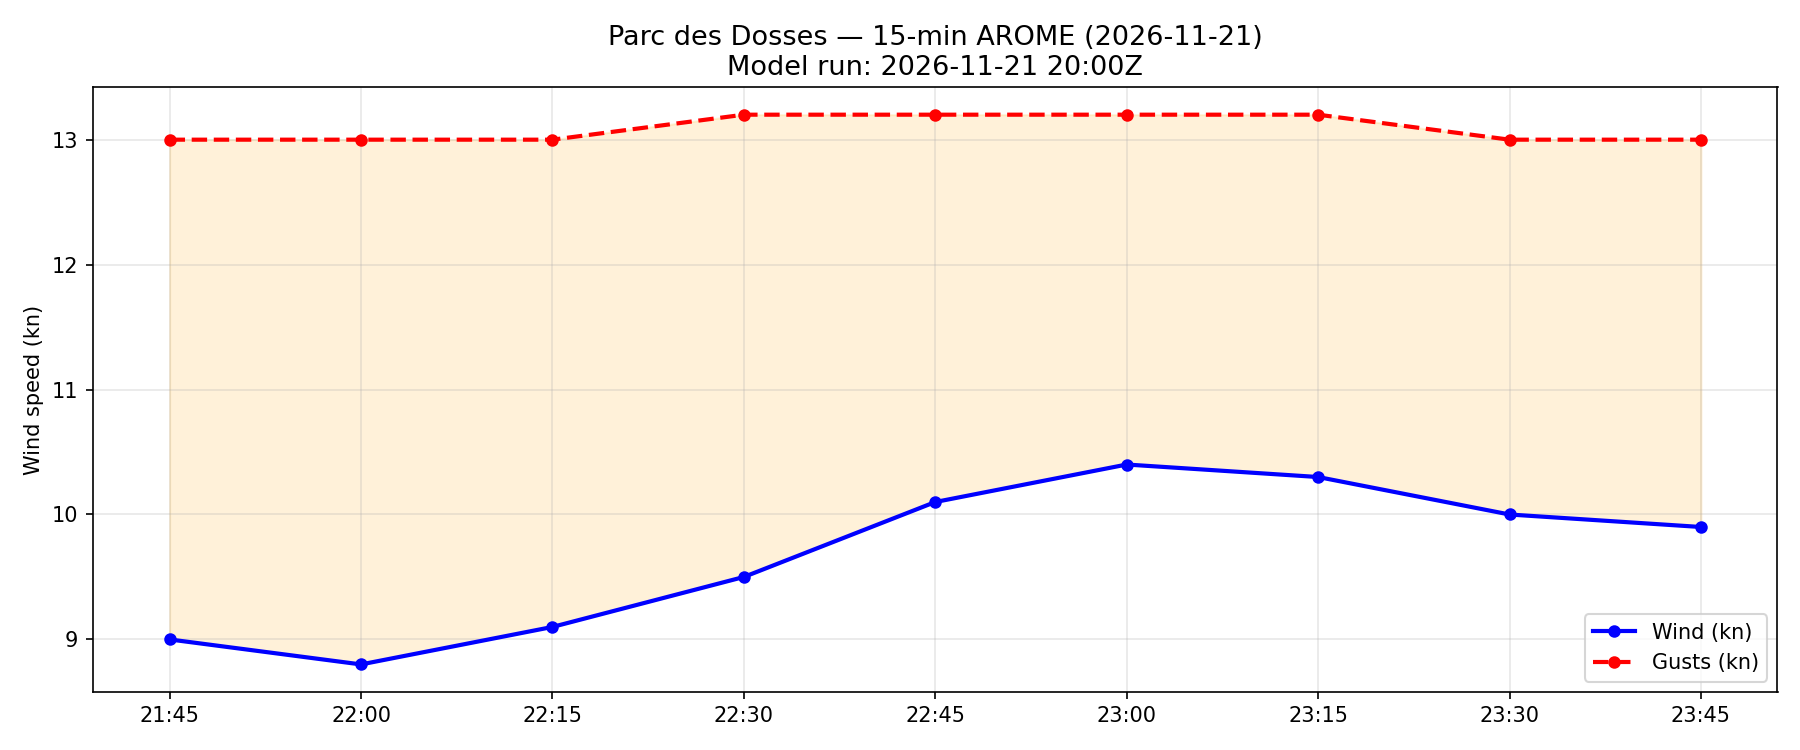 Parc des Dosses — 15-min AROME (2026-11-21)
Model run: 2026-11-21 20:00Z
Wind speed (kn)
13
12
11
10
9
21:45 22:00 22:15 22:30 22:45 23:00 23:15 23:30 23:45
Wind (kn)
Gusts (kn)